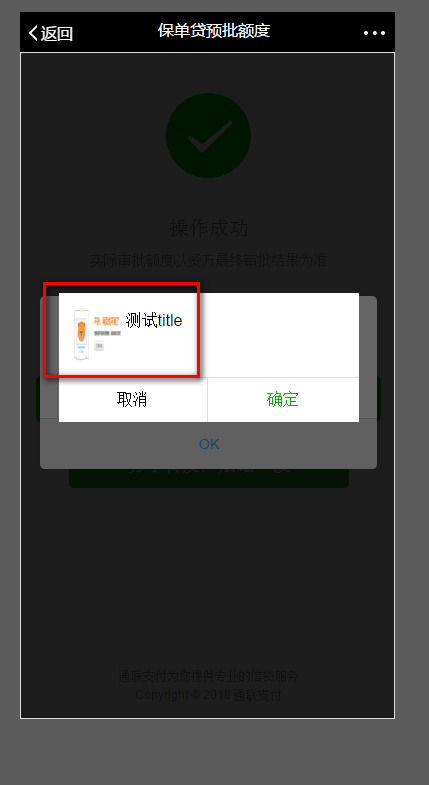 返回
保单贷预批额度
操作成功
实际审批额度以资方最终审批结果为准
测试title
取消
确定
OK
通联支付为您提供专业的信贷服务
Copyright © 2018 通联支付